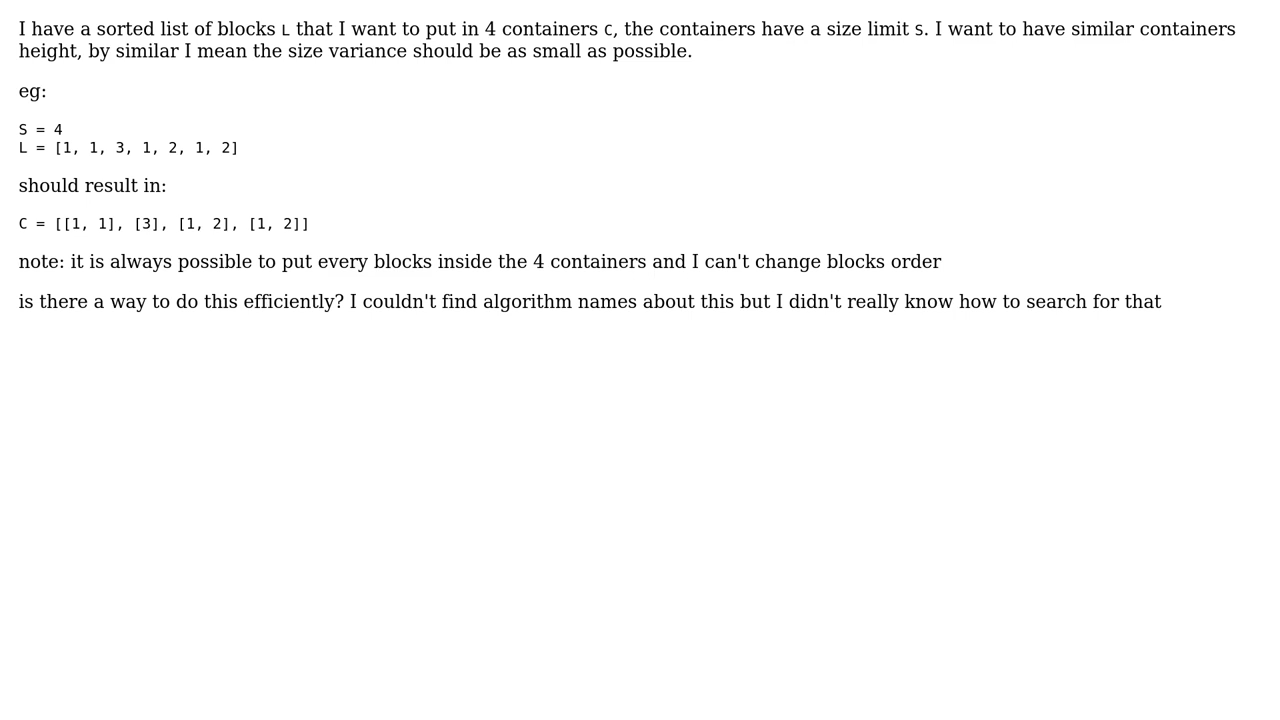 I have a sorted list of blocks L that I want to put in 4 containers C, the containers have a size limit S. I want to have similar containers
height, by similar I mean the size variance should be as small as possible.
eg:
S = 4
L = [1, 1, 3, 1, 2, 1, 2]
should result in:
C = [[1, 1], [3], [1, 2], [1, 2]]
note: it is always possible to put every blocks inside the 4 containers and I can't change blocks order
is there a way to do this efficiently? I couldn't find algorithm names about this but I didn't really know how to search for that